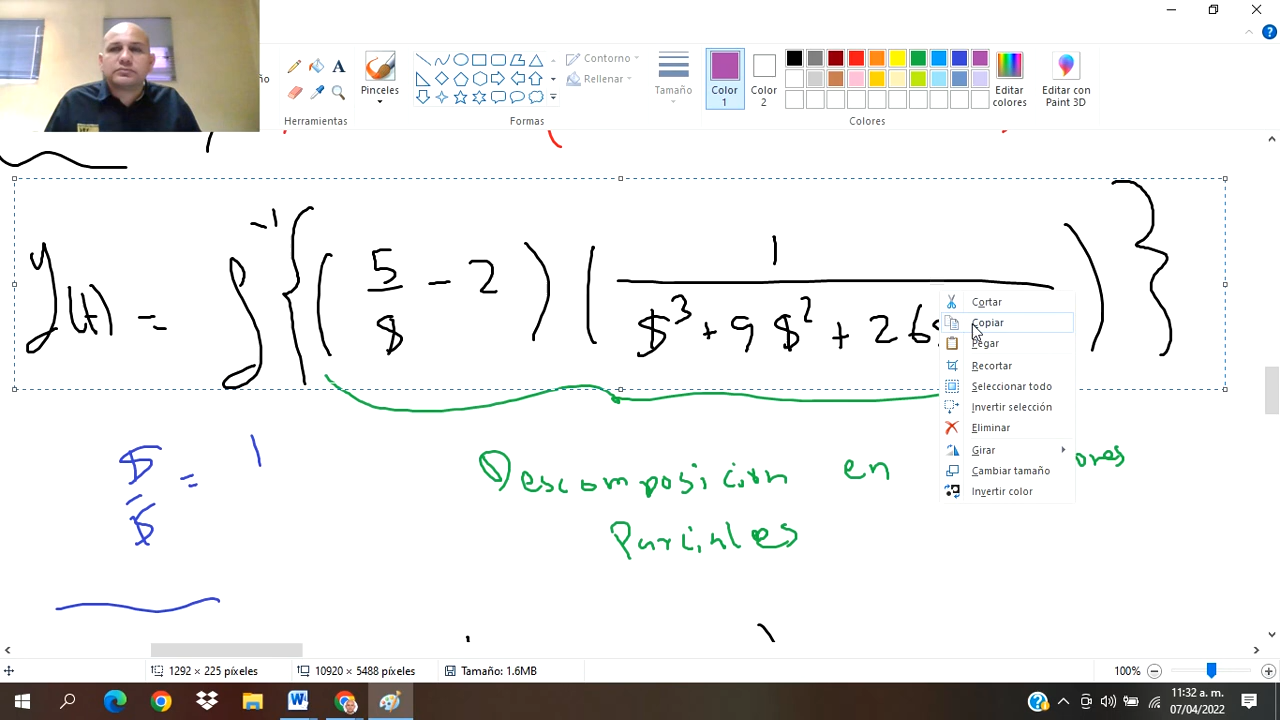 Contorno
Rellenar
Herramientas
Pinceles
Formas
Tamaño
Color 1
Color 2
Colores
Editar colores
Editar con Paint 3D
y(t) = ℒ⁻¹{(5/s - 2)(1/(s³ + 9s² + 26s
Cortar
Copiar
Pegar
Recortar
Seleccionar todo
Invertir selección
Eliminar
Girar
Cambiar tamaño
Invertir color
s/s = 1
Descomposición en ores
Parciales
1292 × 225 píxeles
10920 × 5488 píxeles
Tamaño: 1.6MB
100%
11:32 a. m.
07/04/2022